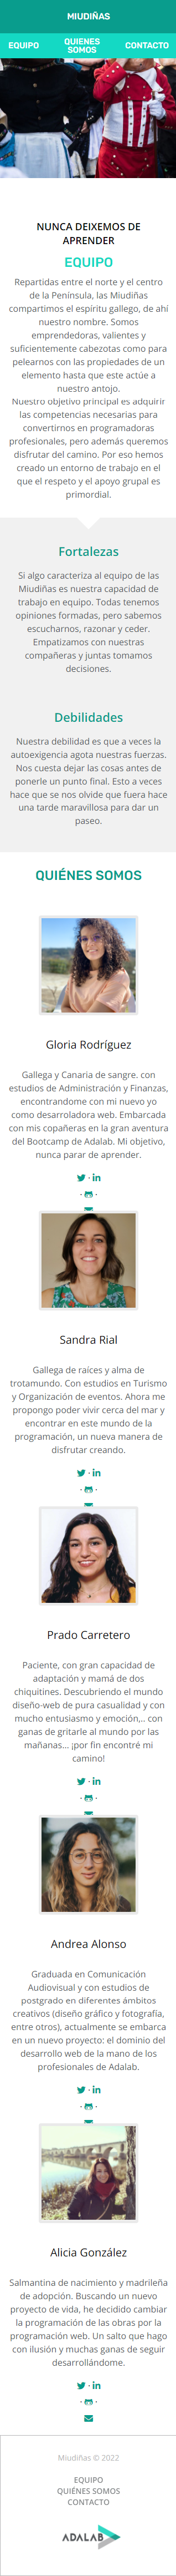 MIUDIÑAS
EQUIPO
QUIENES
SOMOS
CONTACTO
NUNCA DEIXEMOS DE
APRENDER
EQUIPO
Repartidas entre el norte y el centro
de la Península, las Miudiñas
compartimos el espíritu gallego, de ahí
nuestro nombre. Somos
emprendedoras, valientes y
suficientemente cabezotas como para
pelearnos con las propiedades de un
elemento hasta que este actúe a
nuestro antojo.
Nuestro objetivo principal es adquirir
las competencias necesarias para
convertirnos en programadoras
profesionales, pero además queremos
disfrutar del camino. Por eso hemos
creado un entorno de trabajo en el
que el respeto y el apoyo grupal es
primordial.
Fortalezas
Si algo caracteriza al equipo de las
Miudiñas es nuestra capacidad de
trabajo en equipo. Todas tenemos
opiniones formadas, pero sabemos
escucharnos, razonar y ceder.
Empatizamos con nuestras
compañeras y juntas tomamos
decisiones.
Debilidades
Nuestra debilidad es que a veces la
autoexigencia agota nuestras fuerzas.
Nos cuesta dejar las cosas antes de
ponerle un punto final. Esto a veces
hace que se nos olvide que fuera hace
una tarde maravillosa para dar un
paseo.
QUIÉNES SOMOS
Gloria Rodríguez
Gallega y Canaria de sangre. con
estudios de Administración y Finanzas,
encontrandome con mi nuevo yo
como desarroladora web. Embarcada
con mis copañeras en la gran aventura
del Bootcamp de Adalab. Mi objetivo,
nunca parar de aprender.
Sandra Rial
Gallega de raíces y alma de
trotamundo. Con estudios en Turismo
y Organización de eventos. Ahora me
propongo poder vivir cerca del mar y
encontrar en este mundo de la
programación, un nueva manera de
disfrutar creando.
Prado Carretero
Paciente, con gran capacidad de
adaptación y mamá de dos
chiquitines. Descubriendo el mundo
diseño-web de pura casualidad y con
mucho entusiasmo y emoción,.. con
ganas de gritarle al mundo por las
mañanas... ¡por fin encontré mi
camino!
Andrea Alonso
Graduada en Comunicación
Audiovisual y con estudios de
postgrado en diferentes ámbitos
creativos (diseño gráfico y fotografía,
entre otros), actualmente se embarca
en un nuevo proyecto: el dominio del
desarrollo web de la mano de los
profesionales de Adalab.
Alicia González
Salmantina de nacimiento y madrileña
de adopción. Buscando un nuevo
proyecto de vida, he decidido cambiar
la programación de las obras por la
programación web. Un salto que hago
con ilusión y muchas ganas de seguir
desarrollándome.
Miudiñas © 2022
EQUIPO
QUIÉNES SOMOS
CONTACTO
ADALAB